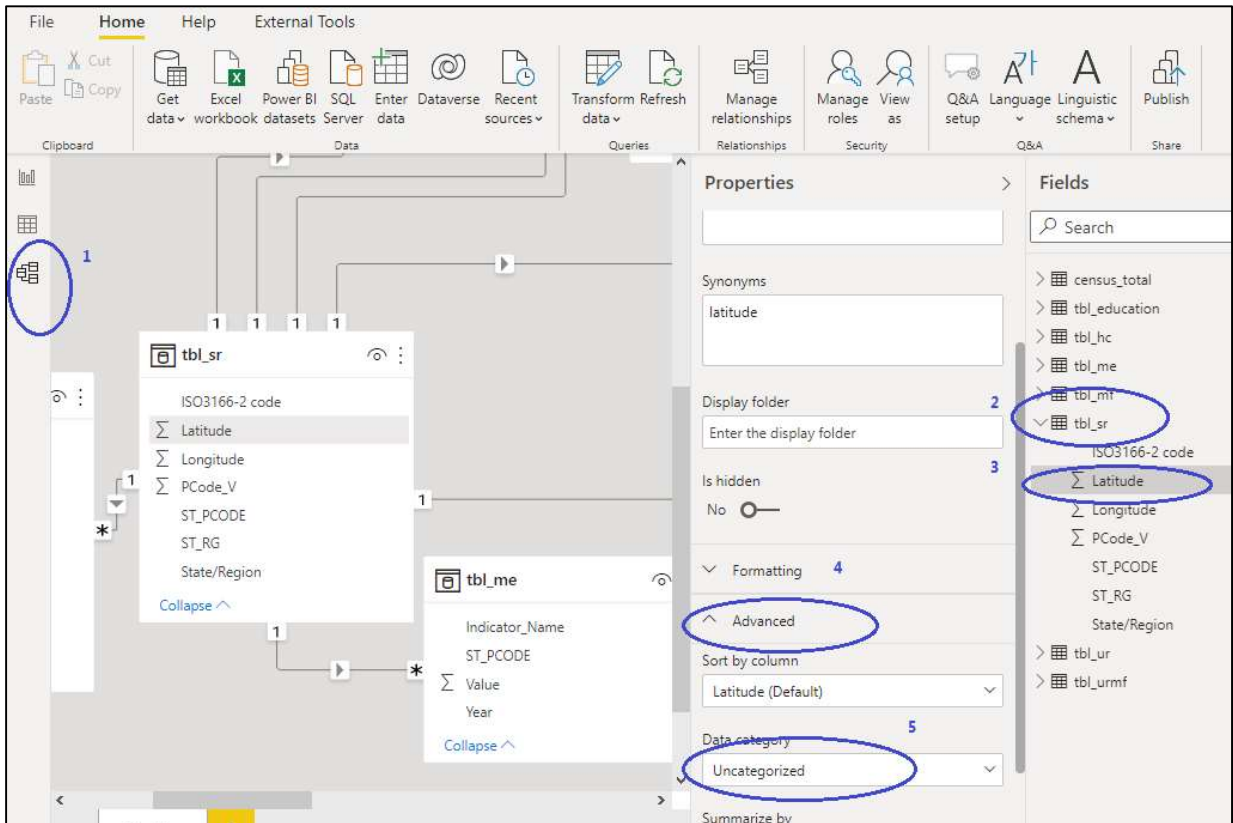 File Home Help External Tools
Paste
Cut
Copy
Clipboard
Get data
Excel workbook
Power BI datasets
SQL Server
Enter data
Dataverse
Recent sources
Data
Transform data
Refresh
Queries
Manage relationships
Relationships
Manage roles
View as
Security
Q&A setup
Language
Linguistic schema
Q&A
Publish
Share
1
1 1 1 1
tbl_sr
ISO3166-2 code
Σ Latitude
Σ Longitude
Σ PCode_V
ST_PCODE
ST_RG
State/Region
Collapse
1
*
1
1
*
tbl_me
Indicator_Name
ST_PCODE
Σ Value
Year
Collapse
Properties
Synonyms
latitude
Display folder 2
Enter the display folder
3
Is hidden
No
Formatting 4
Advanced
Sort by column
Latitude (Default)
Data category 5
Uncategorized
Summarize by
Fields
Search
census_total
tbl_education
tbl_hc
tbl_me
tbl_mf
tbl_sr
ISO3166-2 code
Σ Latitude
Σ Longitude
Σ PCode_V
ST_PCODE
ST_RG
State/Region
tbl_ur
tbl_urmf